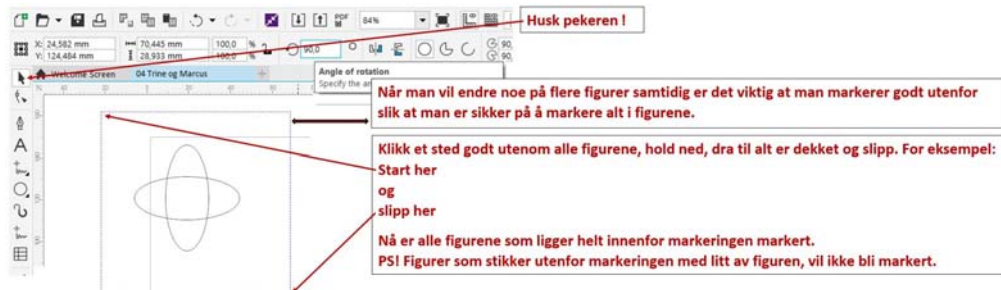 PDF
84%
Husk pekeren !
X: 24,582 mm
Y: 124,484 mm
70,445 mm
28,933 mm
100,0 %
100,0 %
90,0
90,
90,
Welcome Screen
04 Trine og Marcus
Angle of rotation
Specify the an
Når man vil endre noe på flere figurer samtidig er det viktig at man markerer godt utenfor
slik at man er sikker på å markere alt i figurene.
Klikk et sted godt utenom alle figurene, hold ned, dra til alt er dekket og slipp. For eksempel:
Start her
og
slipp her
Nå er alle figurene som ligger helt innenfor markeringen markert.
PS! Figurer som stikker utenfor markeringen med litt av figuren, vil ikke bli markert.